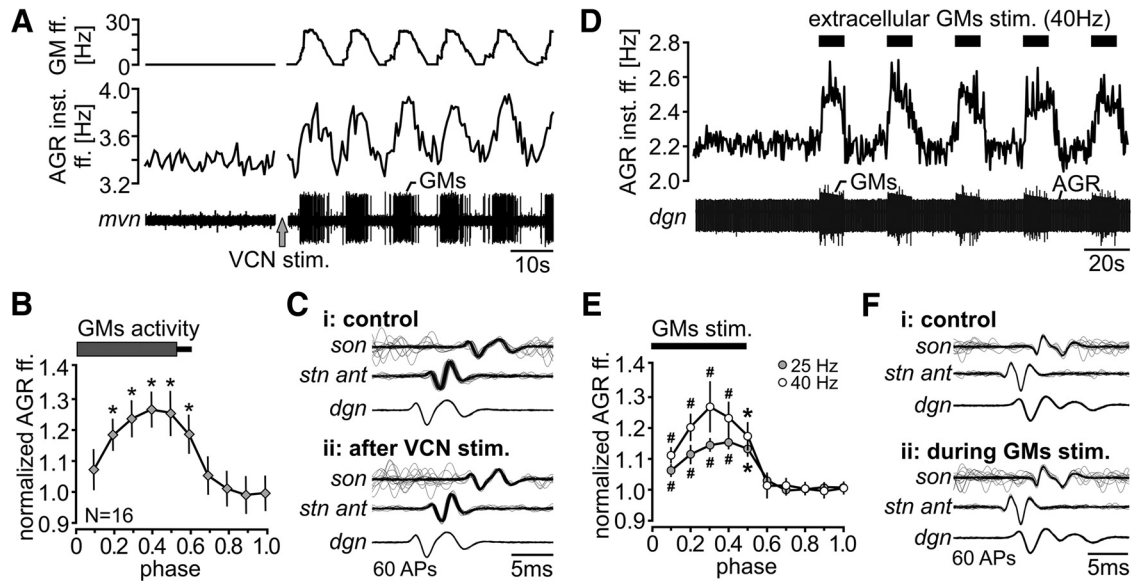 A
GM ff.
[Hz]
30
0
AGR inst.
ff. [Hz]
4.0
3.6
3.2
GMs
mvn
VCN stim.
10s
D
extracellular GMs stim. (40Hz)
AGR inst. ff. [Hz]
2.8
2.6
2.4
2.2
2.0
GMs
AGR
dgn
20s
B
GMs activity
normalized AGR ff.
1.4
1.3
1.2
1.1
1.0
0.9
* * * * *
N=16
0 0.2 0.4 0.6 0.8 1.0
phase
C
i: control
son
stn ant
dgn
ii: after VCN stim.
son
stn ant
dgn
60 APs
5ms
E
GMs stim.
25 Hz
40 Hz
normalized AGR ff.
1.4
1.3
1.2
1.1
1.0
0.9
# # # # *
# # # # *
0 0.2 0.4 0.6 0.8 1.0
phase
F
i: control
son
stn ant
dgn
ii: during GMs stim.
son
stn ant
dgn
60 APs
5ms